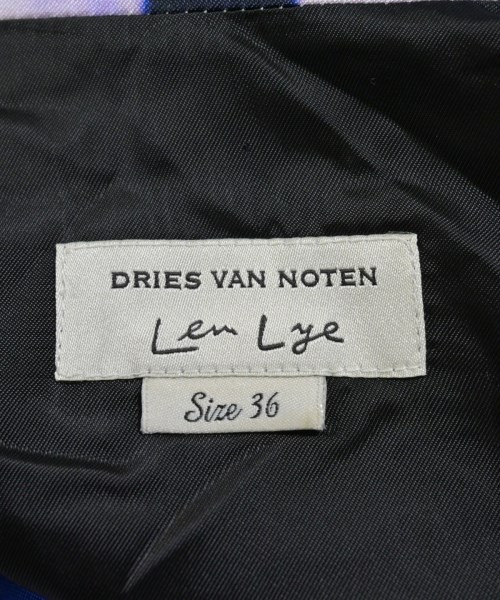 DRIES VAN NOTEN
Len Lye
Size 36